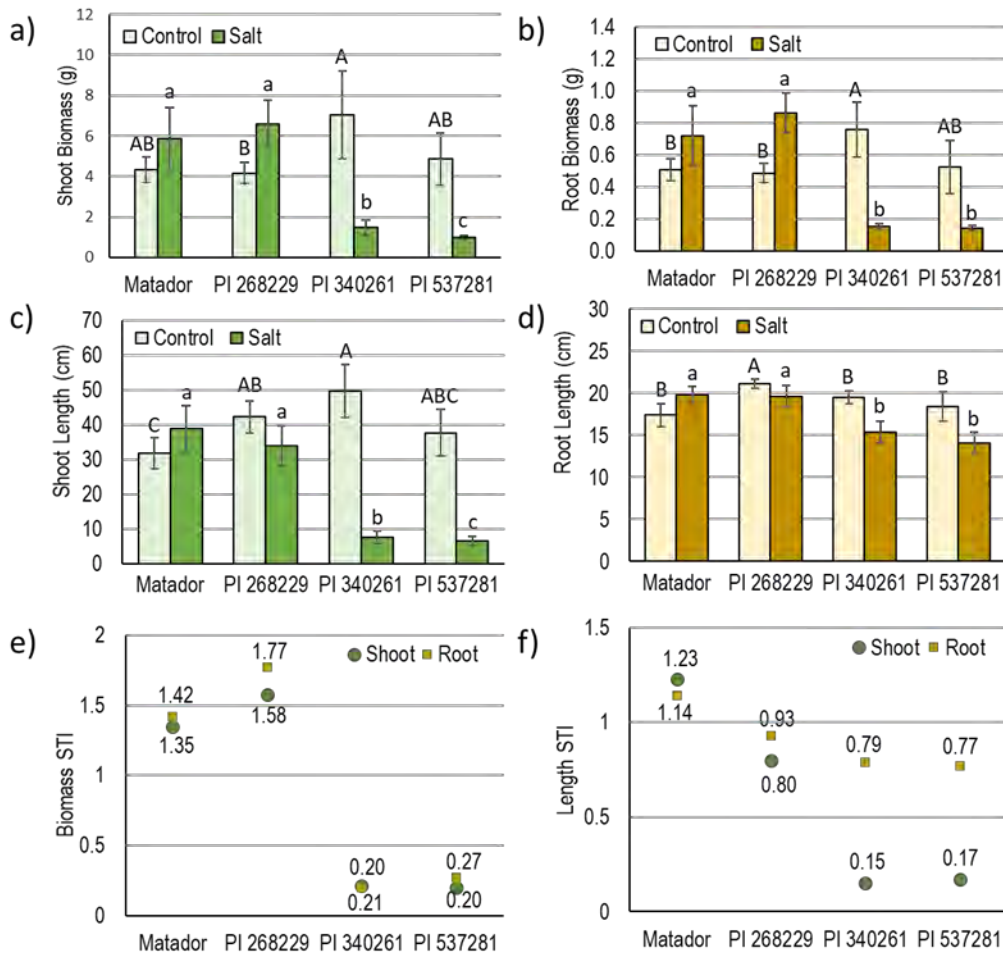 a)
Control Salt
Shoot Biomass (g)
12
10
8
6
4
2
0
AB a B a A b AB c
Matador PI 268229 PI 340261 PI 537281
b)
Control Salt
Root Biomass (g)
1.4
1.2
1.0
0.8
0.6
0.4
0.2
0.0
B a B a A b AB b
Matador PI 268229 PI 340261 PI 537281
c)
Control Salt
Shoot Length (cm)
70
60
50
40
30
20
10
0
C a AB a A b ABC c
Matador PI 268229 PI 340261 PI 537281
d)
Control Salt
Root Length (cm)
30
25
20
15
10
5
0
B a A a B b B b
Matador PI 268229 PI 340261 PI 537281
e)
Shoot Root
Biomass STI
2
1.5
1
0.5
0
1.42
1.35
1.77
1.58
0.20
0.21
0.27
0.20
Matador PI 268229 PI 340261 PI 537281
f)
Shoot Root
Length STI
1.5
1
0.5
0
1.23
1.14
0.93
0.80
0.79
0.15
0.77
0.17
Matador PI 268229 PI 340261 PI 537281